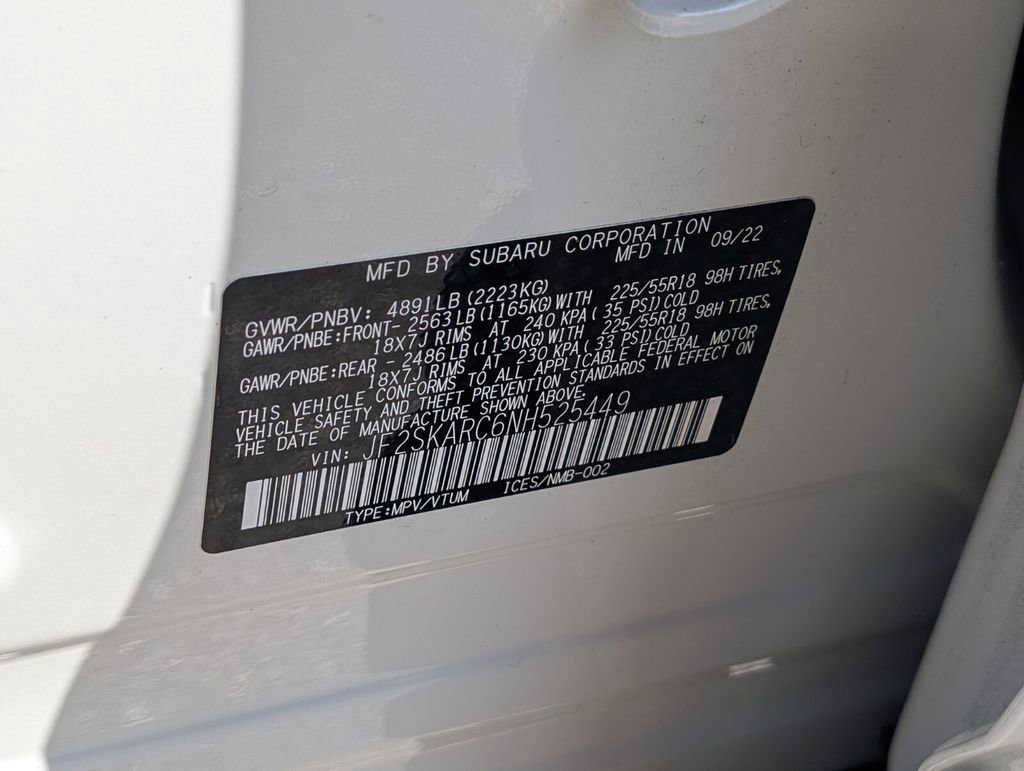 MFD BY SUBARU CORPORATION
MFD IN 09/22
GVWR/PNBV: 4891LB (2223KG)
GAWR/PNBE:FRONT- 2563LB(1165KG)WITH 225/55R18 98H TIRES,
18X7J RIMS AT 240 KPA( 35 PSI)COLD
GAWR/PNBE:REAR - 2486LB(1130KG)WITH 225/55R18 98H TIRES,
18X7J RIMS AT 230 KPA( 33 PSI)COLD
THIS VEHICLE CONFORMS TO ALL APPLICABLE FEDERAL MOTOR
VEHICLE SAFETY AND THEFT PREVENTION STANDARDS IN EFFECT ON
THE DATE OF MANUFACTURE SHOWN ABOVE.
VIN: JF2SKARC6NH525449
TYPE:MPV/VTUM ICES/NMB-002